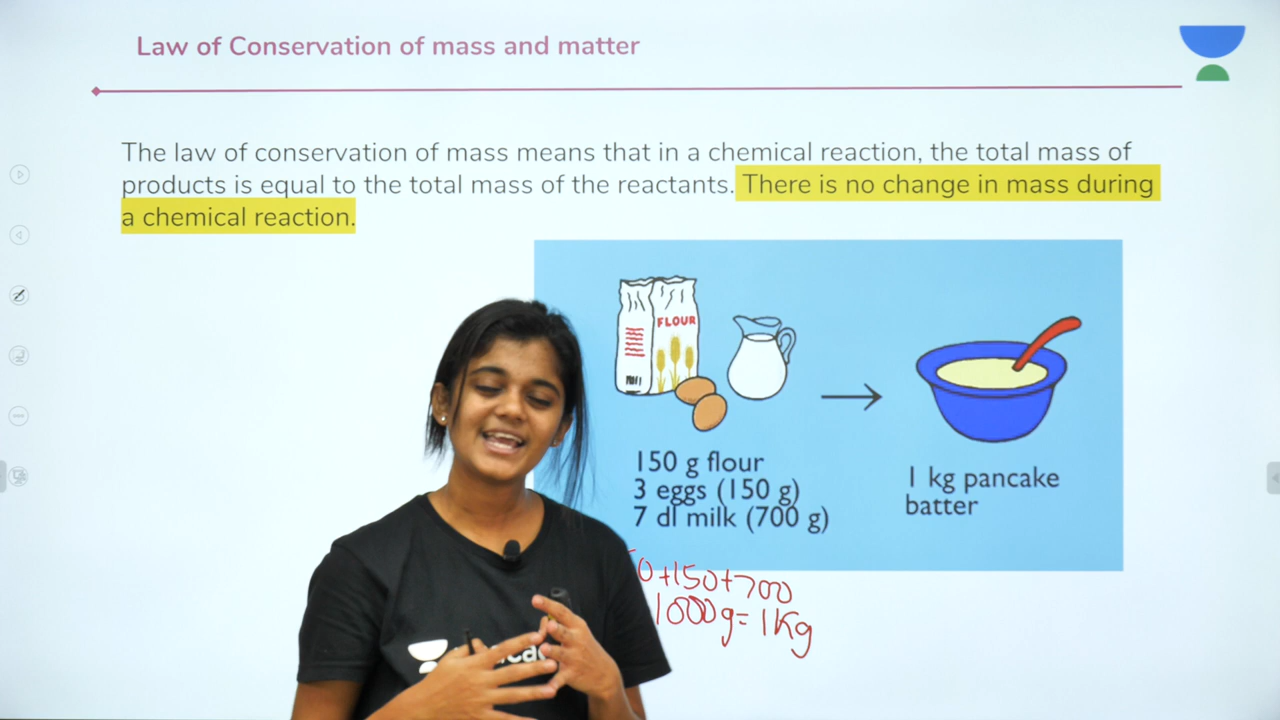 Law of Conservation of mass and matter
The law of conservation of mass means that in a chemical reaction, the total mass of
products is equal to the total mass of the reactants. There is no change in mass during
a chemical reaction.
FLOUR
150 g flour
3 eggs (150 g)
7 dl milk (700 g)
1 kg pancake
batter
0+150+700
1000g=1Kg